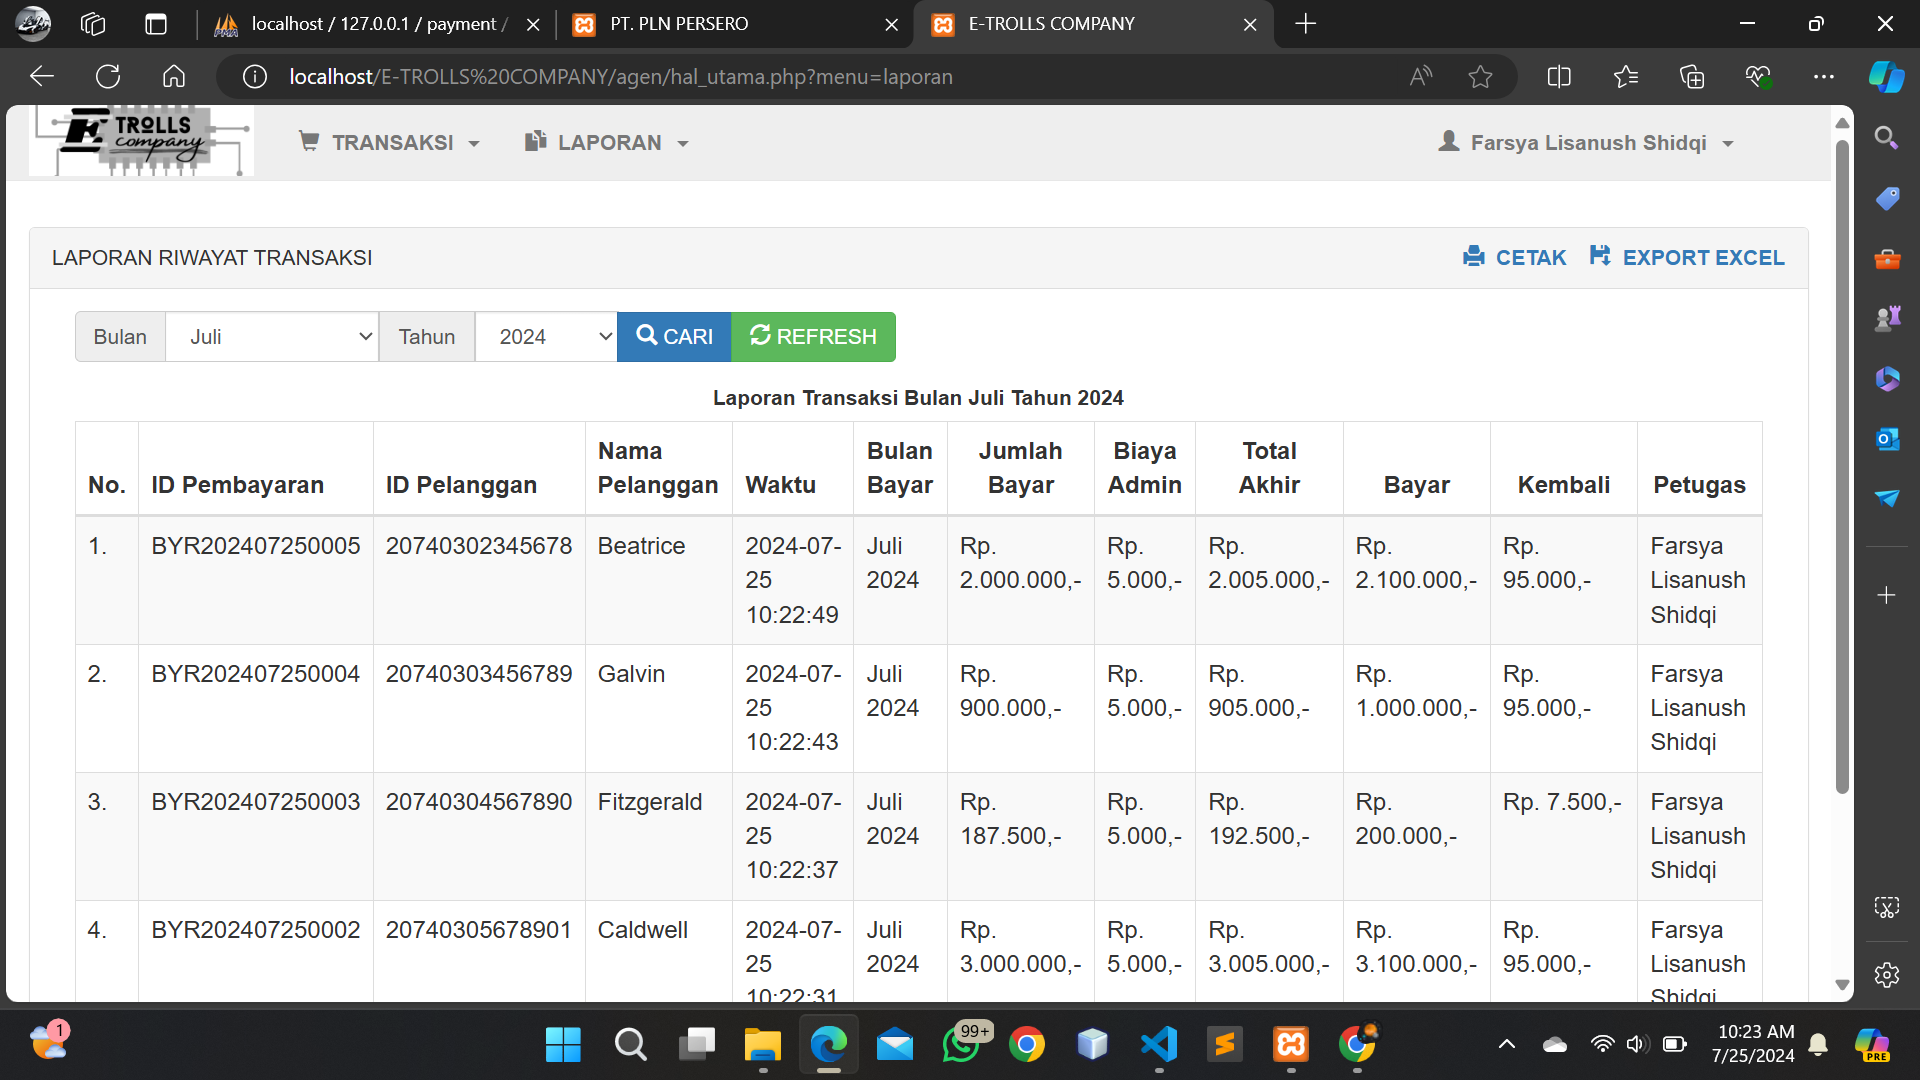 localhost / 127.0.0.1 / payment /
PT. PLN PERSERO
E-TROLLS COMPANY
localhost/E-TROLLS%20COMPANY/agen/hal_utama.php?menu=laporan
E TROLLS
company
TRANSAKSI
LAPORAN
Farsya Lisanush Shidqi
LAPORAN RIWAYAT TRANSAKSI
CETAK
EXPORT EXCEL
Bulan
Juli
Tahun
2024
CARI
REFRESH
Laporan Transaksi Bulan Juli Tahun 2024
No.
ID Pembayaran
ID Pelanggan
Nama
Pelanggan
Waktu
Bulan
Bayar
Jumlah
Bayar
Biaya
Admin
Total
Akhir
Bayar
Kembali
Petugas
1.
BYR202407250005
20740302345678
Beatrice
2024-07-
25
10:22:49
Juli
2024
Rp.
2.000.000,-
Rp.
5.000,-
Rp.
2.005.000,-
Rp.
2.100.000,-
Rp.
95.000,-
Farsya
Lisanush
Shidqi
2.
BYR202407250004
20740303456789
Galvin
2024-07-
25
10:22:43
Juli
2024
Rp.
900.000,-
Rp.
5.000,-
Rp.
905.000,-
Rp.
1.000.000,-
Rp.
95.000,-
Farsya
Lisanush
Shidqi
3.
BYR202407250003
20740304567890
Fitzgerald
2024-07-
25
10:22:37
Juli
2024
Rp.
187.500,-
Rp.
5.000,-
Rp.
192.500,-
Rp.
200.000,-
Rp. 7.500,-
Farsya
Lisanush
Shidqi
4.
BYR202407250002
20740305678901
Caldwell
2024-07-
25
10:22:31
Juli
2024
Rp.
3.000.000,-
Rp.
5.000,-
Rp.
3.005.000,-
Rp.
3.100.000,-
Rp.
95.000,-
Farsya
Lisanush
Shidqi
1
99+
10:23 AM
7/25/2024
PRE